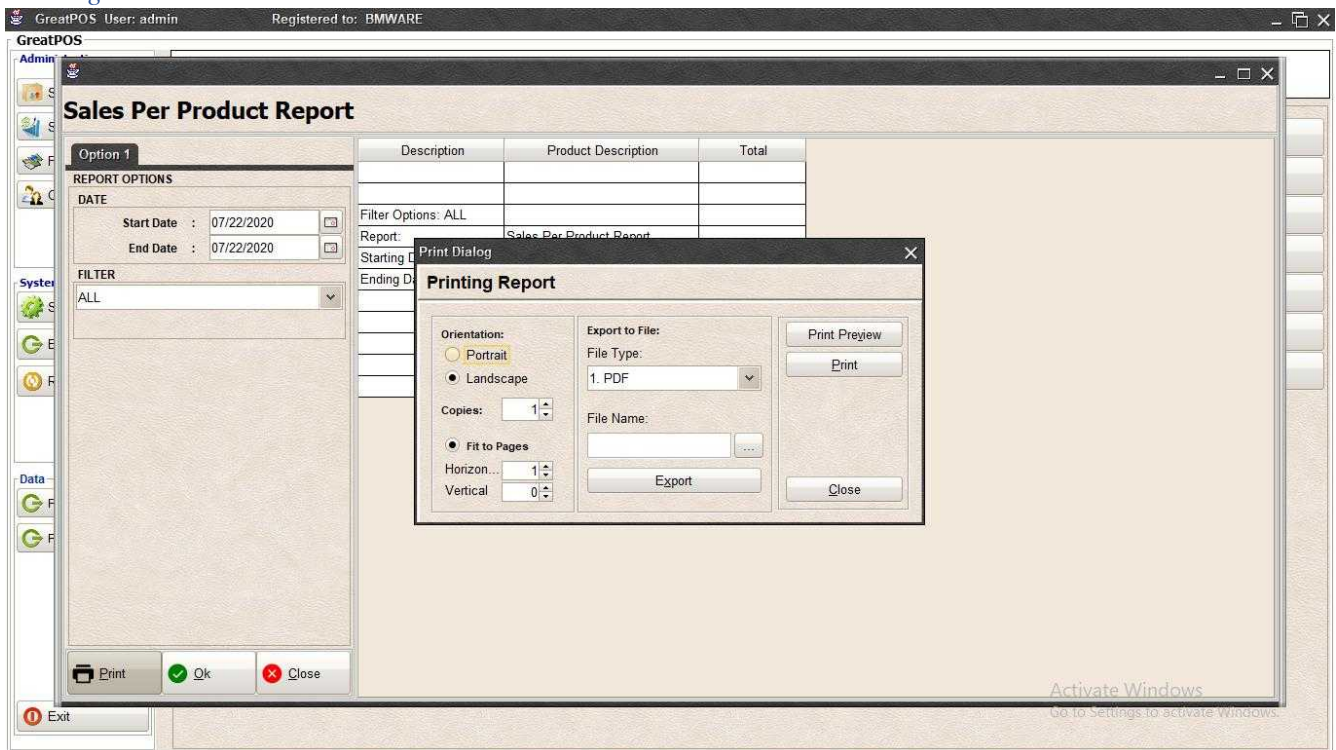 GreatPOS User: admin Registered to: BMWARE
GreatPOS
Sales Per Product Report
Option 1
REPORT OPTIONS
DATE
Start Date : 07/22/2020
End Date : 07/22/2020
FILTER
ALL
Print Ok Close
Description Product Description Total
Filter Options: ALL
Report: Sales Per Product Report
Starting
Ending
Print Dialog
Printing Report
Orientation:
Portrait
Landscape
Copies: 1
Fit to Pages
Horizon... 1
Vertical 0
Export to File:
File Type:
1. PDF
File Name:
...
Export
Print Preview
Print
Close
Data
Exit
Activate Windows
Go to Settings to activate Windows.